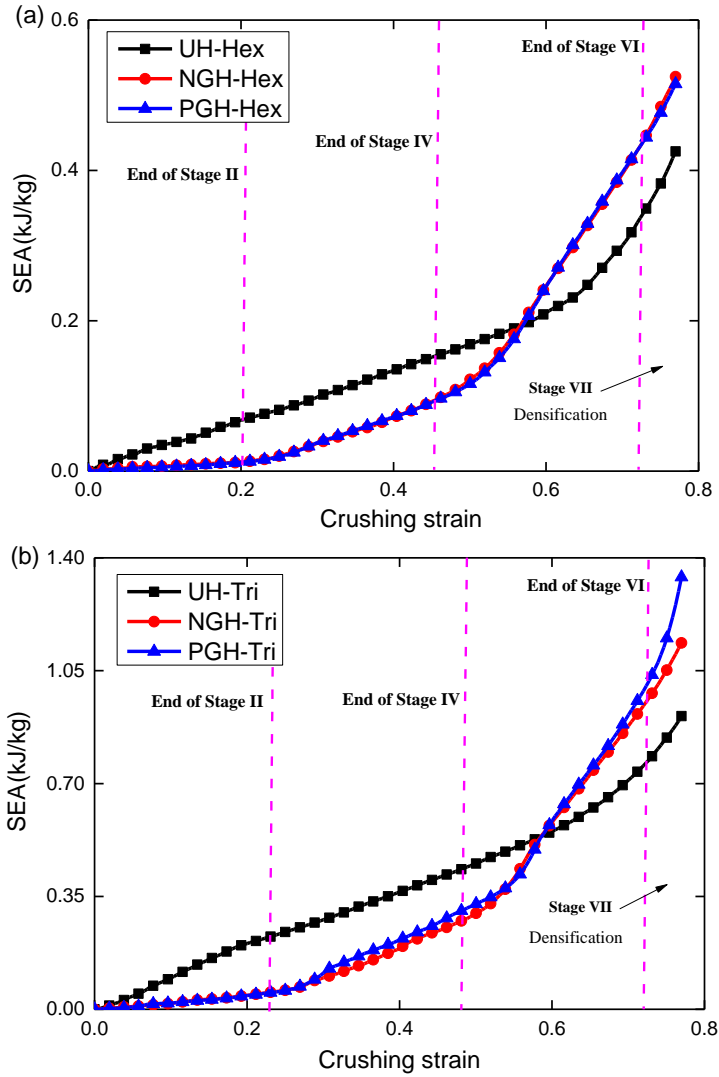 (a)
0.6
UH-Hex
NGH-Hex
PGH-Hex
End of Stage VI
End of Stage IV
End of Stage II
0.4
SEA(kJ/kg)
0.2
Stage VII
Densification
0.0
0.0 0.2 0.4 0.6 0.8
Crushing strain
(b)
1.40
UH-Tri
NGH-Tri
PGH-Tri
End of Stage VI
End of Stage II
End of Stage IV
1.05
SEA(kJ/kg)
0.70
0.35
Stage VII
Densification
0.00
0.0 0.2 0.4 0.6 0.8
Crushing strain